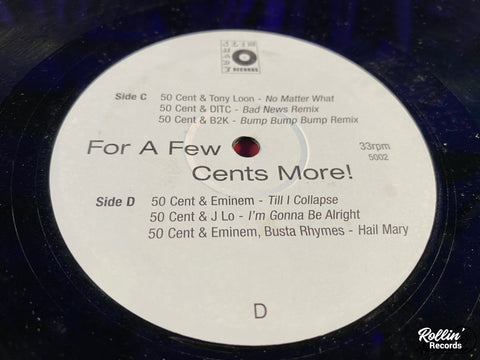 RECORDS
Side C 50 Cent & Tony Loon - No Matter What
50 Cent & DITC - Bad News Remix
50 Cent & B2K - Bump Bump Bump Remix
For A Few
Cents More!
33rpm
5002
Side D 50 Cent & Eminem - Till I Collapse
50 Cent & J Lo - I'm Gonna Be Alright
50 Cent & Eminem, Busta Rhymes - Hail Mary
D
Rollin'
Records